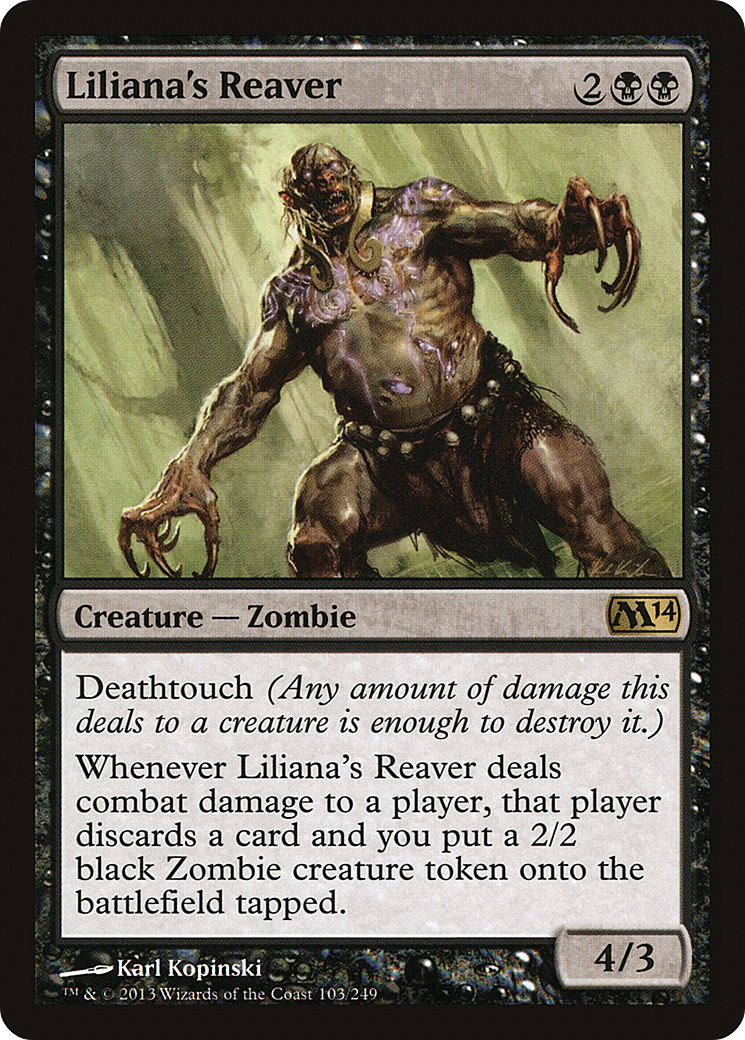 Liliana's Reaver 2
Creature — Zombie M14
Deathtouch (Any amount of damage this
deals to a creature is enough to destroy it.)
Whenever Liliana's Reaver deals
combat damage to a player, that player
discards a card and you put a 2/2
black Zombie creature token onto the
battlefield tapped.
4/3
Karl Kopinski
™ & © 2013 Wizards of the Coast 103/249